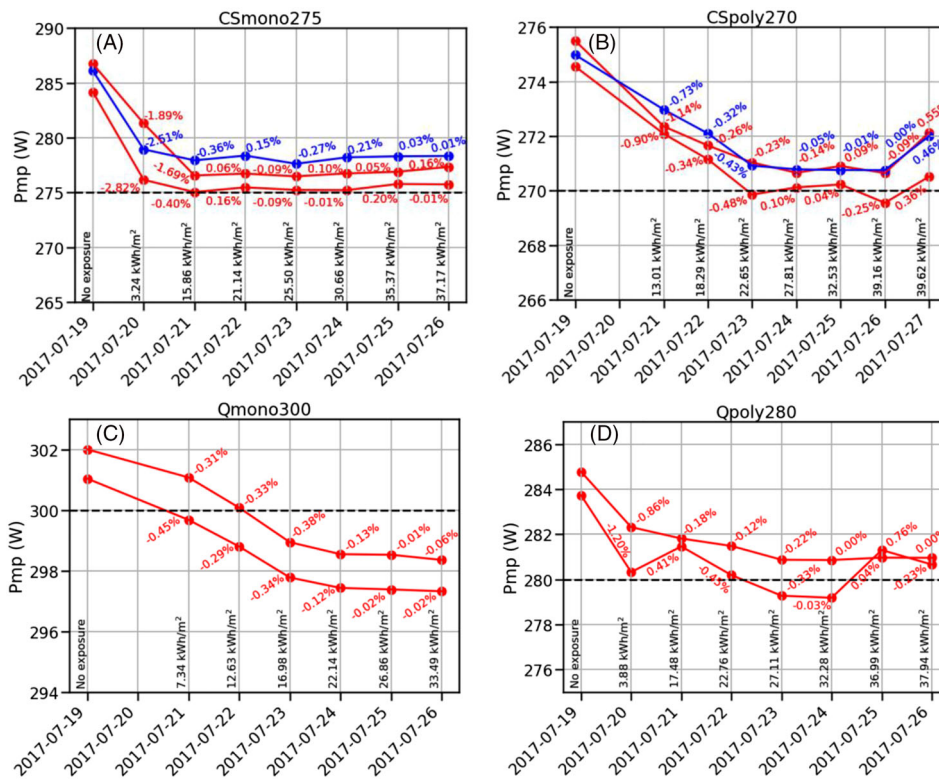 CSmono275
(A)
Pmp (W)
290
285
280
275
270
265
-1.89%
-2.51%
-0.36%
0.15%
-0.27%
0.21%
0.03%
0.01%
-1.69%
0.06%
-0.09%
0.10%
0.05%
0.16%
-2.82%
-0.40%
0.16%
-0.09%
-0.01%
0.20%
-0.01%
No exposure
3.24 kWh/m²
15.86 kWh/m²
21.14 kWh/m²
25.50 kWh/m²
30.66 kWh/m²
35.37 kWh/m²
37.17 kWh/m²
2017-07-19
2017-07-20
2017-07-21
2017-07-22
2017-07-23
2017-07-24
2017-07-25
2017-07-26
CSpoly270
(B)
Pmp (W)
276
274
272
270
268
266
-0.73%
-1.14%
-0.32%
-0.90%
-0.26%
-0.43%
-0.23%
-0.05%
-0.01%
0.00%
0.55%
-0.34%
-0.14%
0.09%
-0.09%
0.46%
-0.48%
0.10%
0.04%
-0.25%
0.36%
No exposure
13.01 kWh/m²
18.29 kWh/m²
22.65 kWh/m²
27.81 kWh/m²
32.53 kWh/m²
39.16 kWh/m²
39.62 kWh/m²
2017-07-19
2017-07-20
2017-07-21
2017-07-22
2017-07-23
2017-07-24
2017-07-25
2017-07-26
2017-07-27
Qmono300
(C)
Pmp (W)
302
300
298
296
294
-0.31%
-0.33%
-0.38%
-0.13%
-0.01%
-0.06%
-0.45%
-0.29%
-0.34%
-0.12%
-0.02%
-0.02%
No exposure
7.34 kWh/m²
12.63 kWh/m²
16.98 kWh/m²
22.14 kWh/m²
26.86 kWh/m²
33.49 kWh/m²
2017-07-19
2017-07-20
2017-07-21
2017-07-22
2017-07-23
2017-07-24
2017-07-25
2017-07-26
Qpoly280
(D)
Pmp (W)
286
284
282
280
278
276
-0.86%
-0.18%
-0.12%
-0.22%
0.00%
0.76%
0.00%
-1.20%
0.41%
-0.45%
-0.33%
-0.03%
0.04%
-0.23%
No exposure
3.88 kWh/m²
17.48 kWh/m²
22.76 kWh/m²
27.11 kWh/m²
32.28 kWh/m²
36.99 kWh/m²
37.94 kWh/m²
2017-07-19
2017-07-20
2017-07-21
2017-07-22
2017-07-23
2017-07-24
2017-07-25
2017-07-26